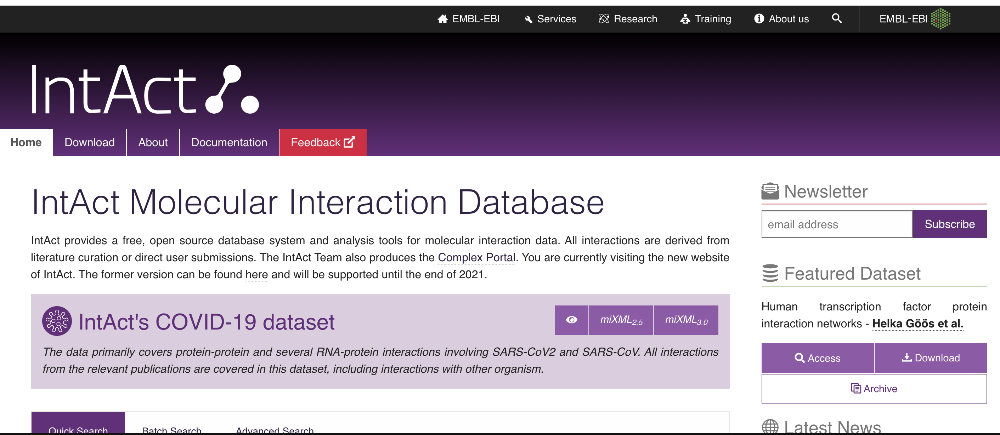 EMBL-EBI Services Research Training About us EMBL-EBI
IntAct
Home Download About Documentation Feedback
IntAct Molecular Interaction Database
IntAct provides a free, open source database system and analysis tools for molecular interaction data. All interactions are derived from
literature curation or direct user submissions. The IntAct Team also produces the Complex Portal. You are currently visiting the new website
of IntAct. The former version can be found here and will be supported until the end of 2021.
IntAct's COVID-19 dataset
miXML2.5 miXML3.0
The data primarily covers protein-protein and several RNA-protein interactions involving SARS-CoV2 and SARS-CoV. All interactions
from the relevant publications are covered in this dataset, including interactions with other organism.
Quick Search Batch Search Advanced Search
Newsletter
email address Subscribe
Featured Dataset
Human transcription factor protein
interaction networks - Helka Göös et al.
Access Download
Archive
Latest News